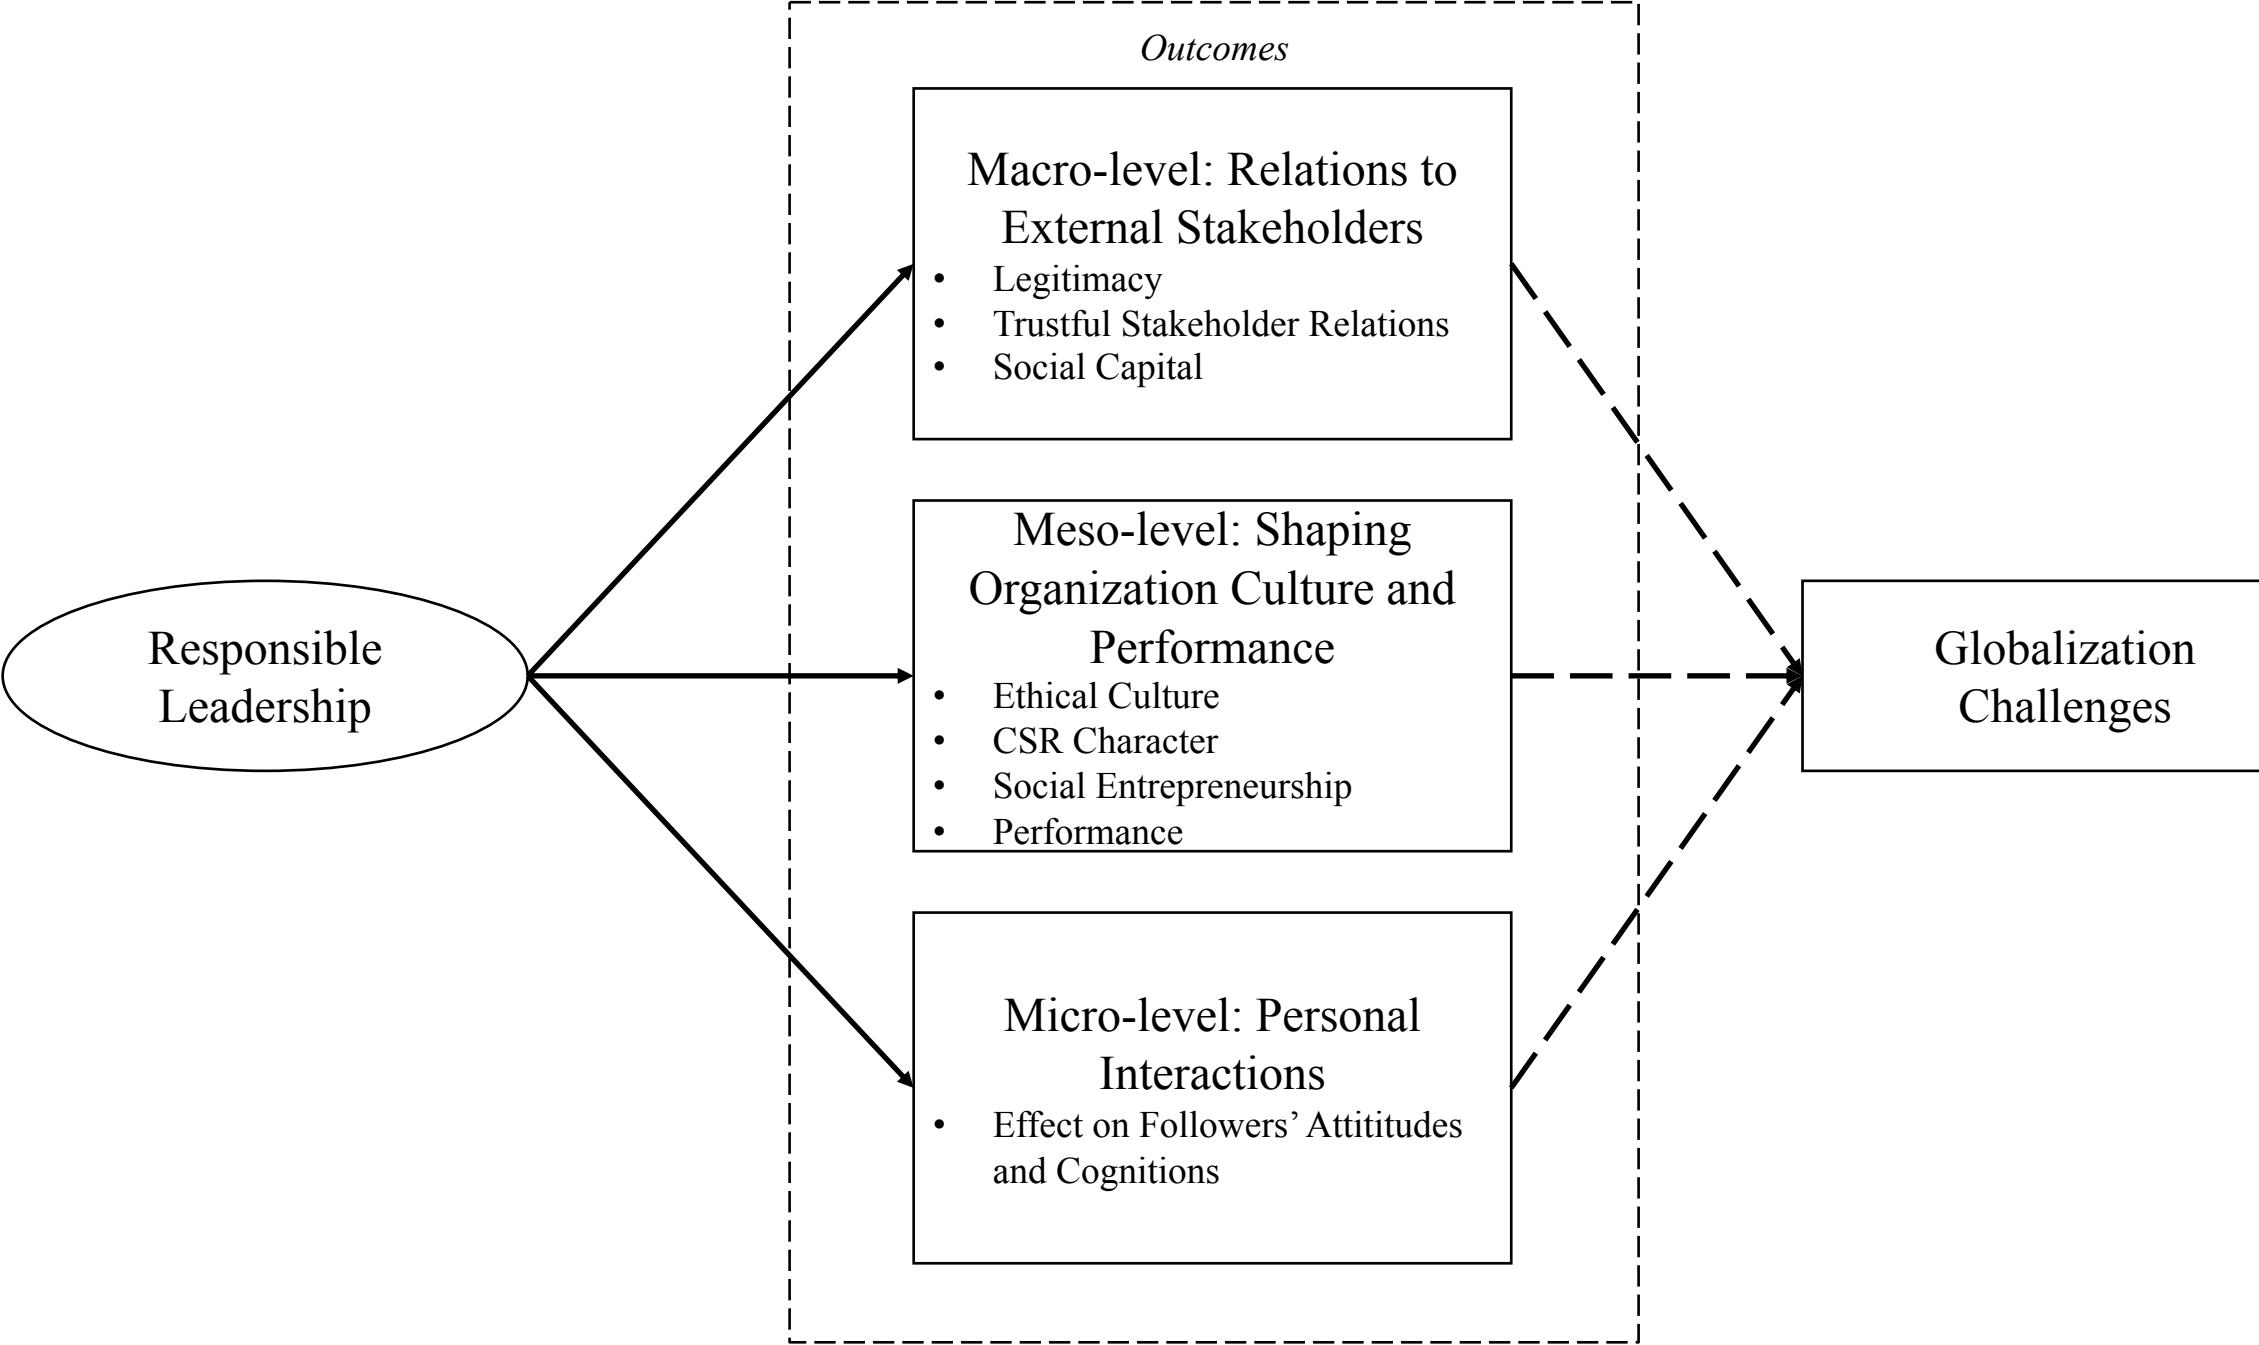 Outcomes
Macro-level: Relations to
External Stakeholders
• Legitimacy
• Trustful Stakeholder Relations
• Social Capital
Meso-level: Shaping
Organization Culture and
Performance
• Ethical Culture
• CSR Character
• Social Entrepreneurship
• Performance
Micro-level: Personal
Interactions
• Effect on Followers’ Attititudes
and Cognitions
Responsible
Leadership
Globalization
Challenges